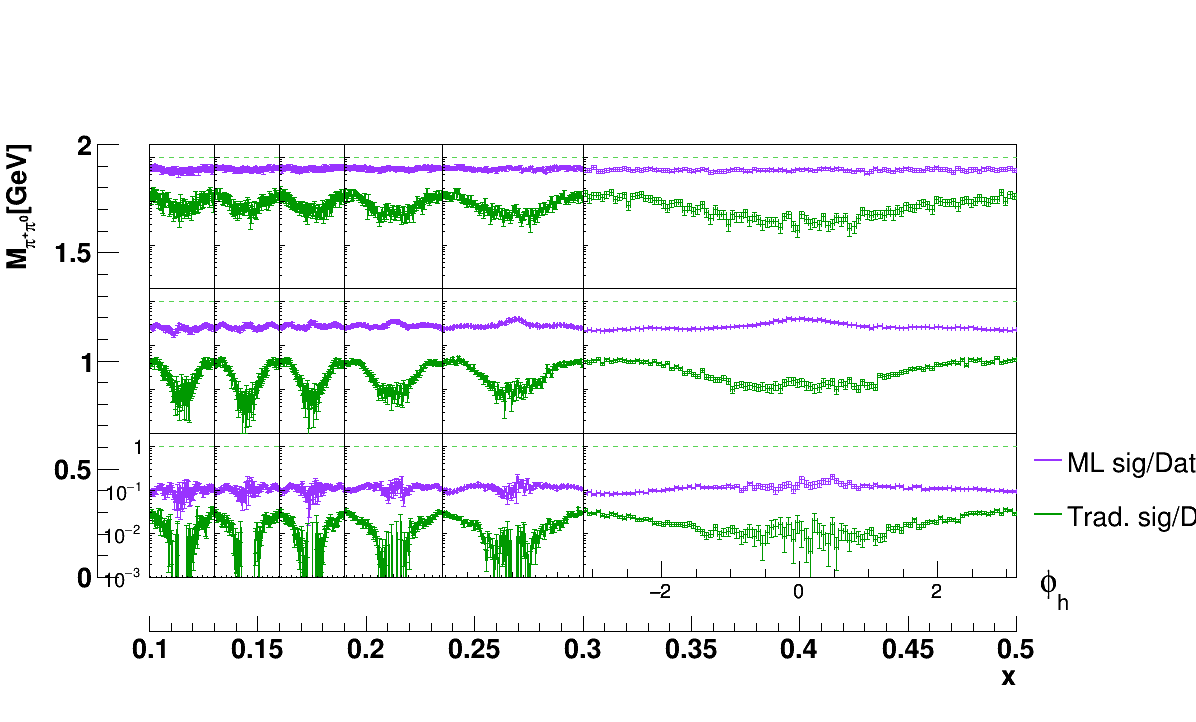 M_{π⁺π⁰}[GeV]
2
1.5
1
0.5
0
1
10⁻¹
10⁻²
10⁻³
−2 0 2
ϕ_h
0.1 0.15 0.2 0.25 0.3 0.35 0.4 0.45 0.5
x
ML sig/Dat
Trad. sig/D